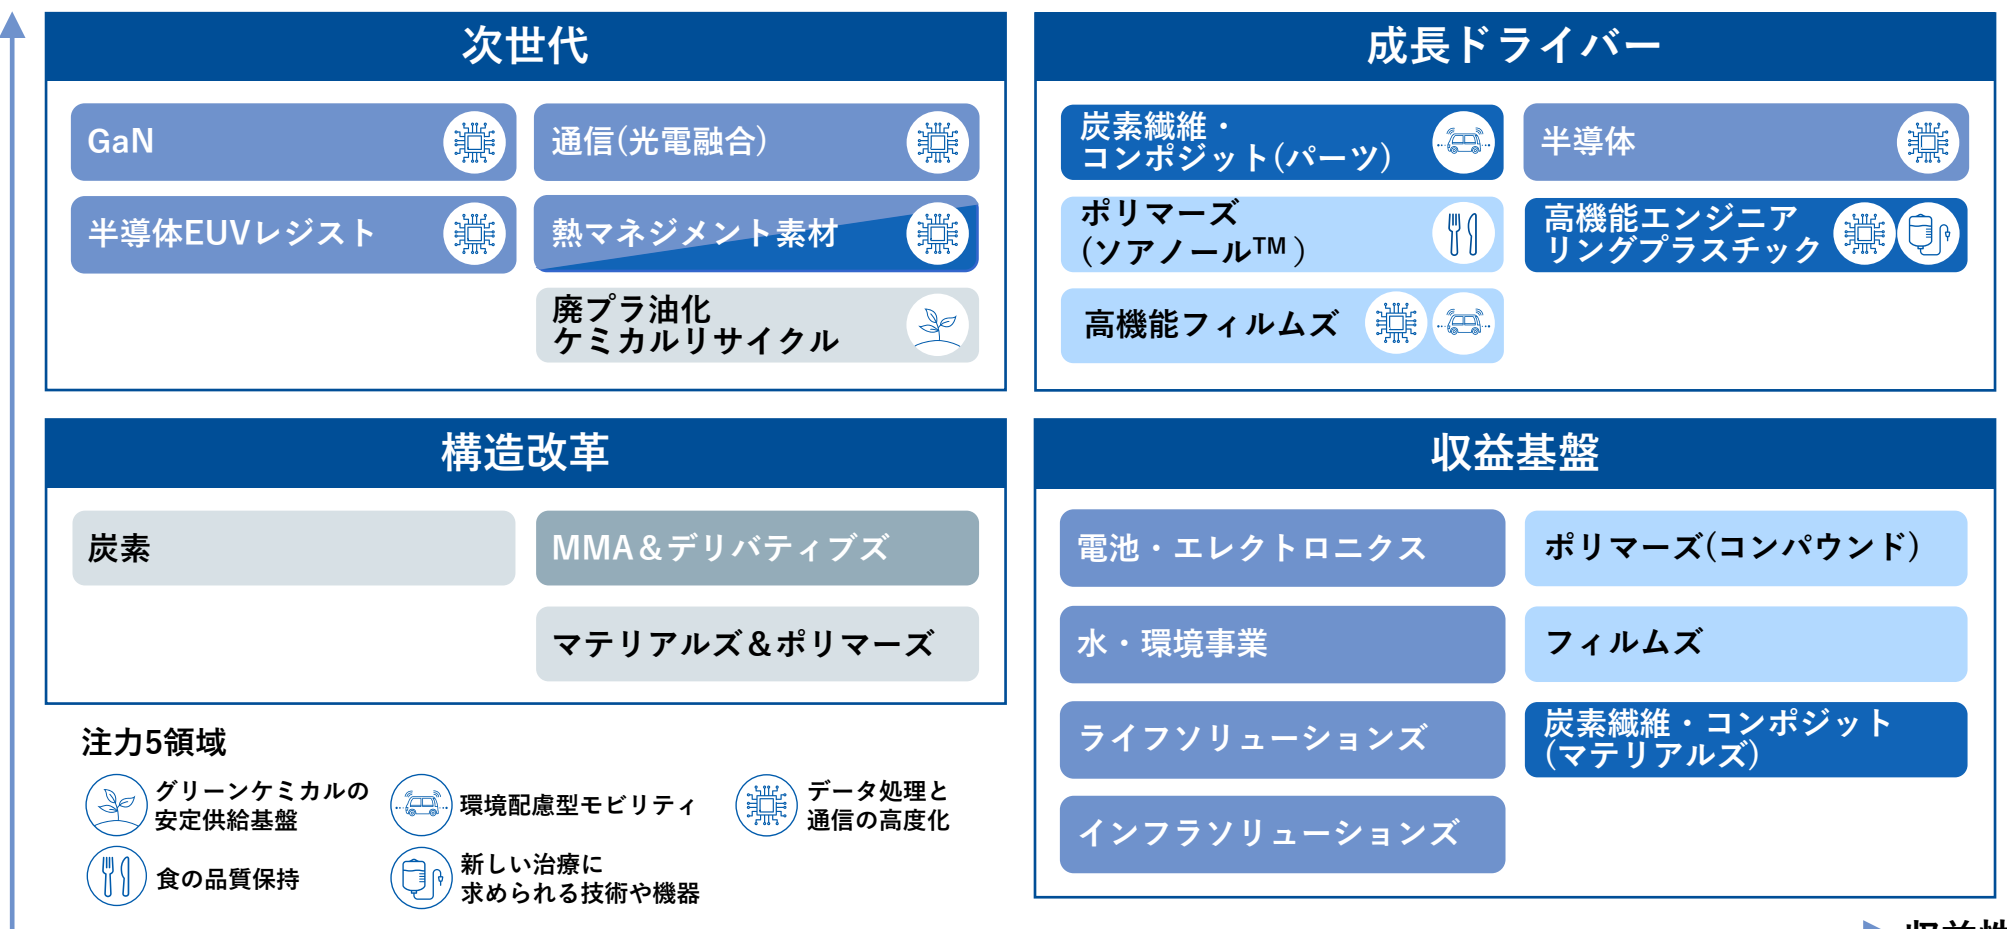 次世代
GaN
通信(光電融合)
半導体EUVレジスト
熱マネジメント素材
廃プラ油化
ケミカルリサイクル
成長ドライバー
炭素繊維・
コンポジット(パーツ)
半導体
ポリマーズ
(ソアノール™)
高機能エンジニア
リングプラスチック
高機能フィルムズ
構造改革
炭素
MMA＆デリバティブズ
マテリアルズ＆ポリマーズ
収益基盤
電池・エレクトロニクス
ポリマーズ(コンパウンド)
水・環境事業
フィルムズ
ライフソリューションズ
炭素繊維・コンポジット
(マテリアルズ)
インフラソリューションズ
注力5領域
グリーンケミカルの
安定供給基盤
環境配慮型モビリティ
データ処理と
通信の高度化
食の品質保持
新しい治療に
求められる技術や機器
収益性